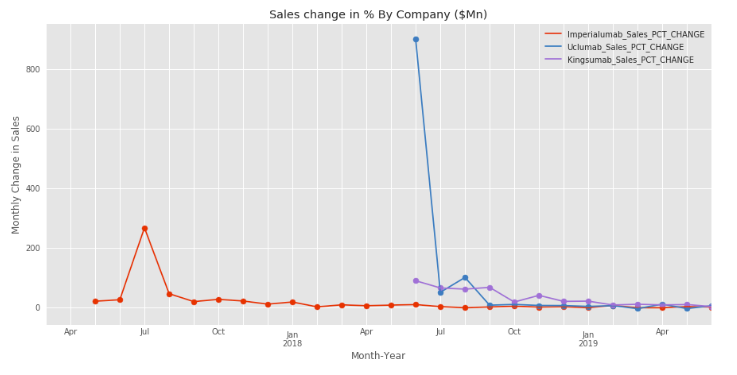 Sales change in % By Company ($Mn)
Imperialumab_Sales_PCT_CHANGE
Uclumab_Sales_PCT_CHANGE
Kingsumab_Sales_PCT_CHANGE
800
600
400
200
0
Monthly Change in Sales
Apr Jul Oct Jan Apr Jul Oct Jan Apr
2018 2019
Month-Year